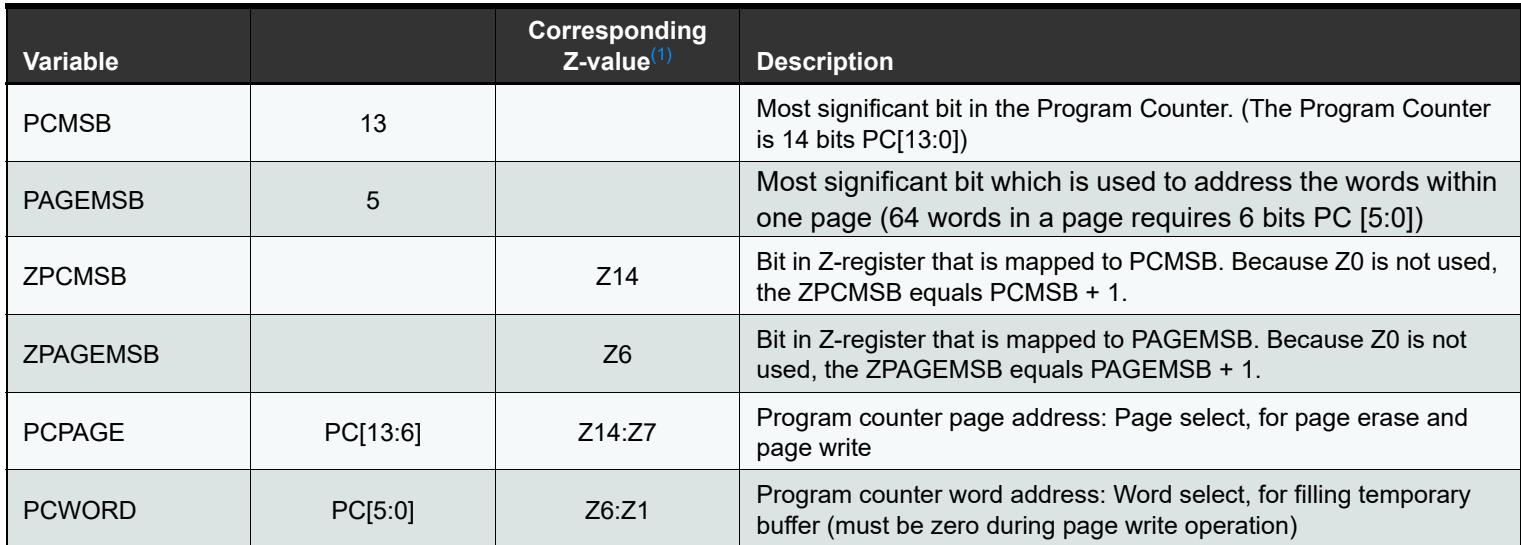 Variable
Corresponding
Z-value(1)
Description
PCMSB
13
Most significant bit in the Program Counter. (The Program Counter
is 14 bits PC[13:0])
PAGEMSB
5
Most significant bit which is used to address the words within
one page (64 words in a page requires 6 bits PC [5:0])
ZPCMSB
Z14
Bit in Z-register that is mapped to PCMSB. Because Z0 is not used,
the ZPCMSB equals PCMSB + 1.
ZPAGEMSB
Z6
Bit in Z-register that is mapped to PAGEMSB. Because Z0 is not
used, the ZPAGEMSB equals PAGEMSB + 1.
PCPAGE
PC[13:6]
Z14:Z7
Program counter page address: Page select, for page erase and
page write
PCWORD
PC[5:0]
Z6:Z1
Program counter word address: Word select, for filling temporary
buffer (must be zero during page write operation)